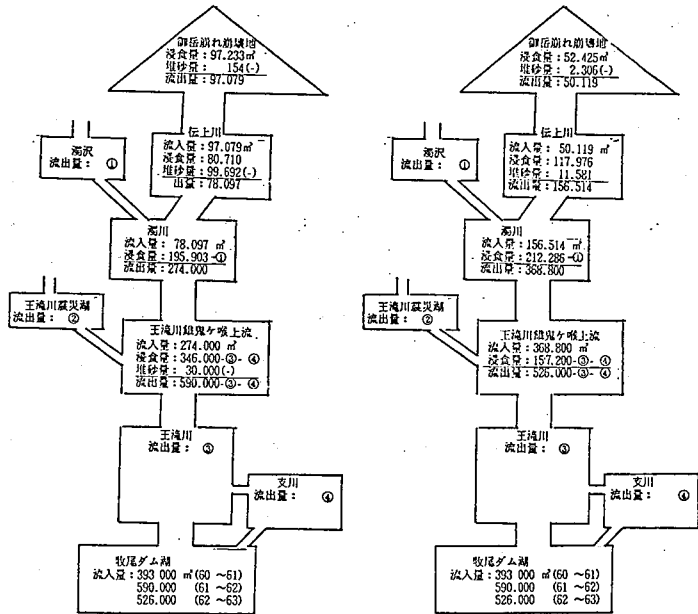 御岳崩れ崩壊地
浸食量：97.233㎥
堆砂量： 154(-)
流出量：97.079
伝上川
流入量：97.079㎥
浸食量：80.710
堆砂量：99.692(-)
出量：78.097
濁沢
流出量： ①
濁川
流入量： 78.097 ㎥
浸食量：195.903-①
流出量：274.000
王滝川震災湖
流出量： ②
王滝川餓鬼ケ喉上流
流入量：274.000 ㎥
浸食量：346.000-③-④
堆砂量： 30.000(-)
流出量：590.000-③-④
王滝川
流出量： ③
支川
流出量： ④
牧尾ダム湖
流入量：393 000 ㎥(60 ～61)
590.000 (61 ～62)
526.000 (62 ～63)
御岳崩れ崩壊地
浸食量：52.425㎥
堆砂量： 2.306(-)
流出量：50.119
伝上川
流入量： 50.119 ㎥
浸食量：117.976
堆砂量： 11.581
流出量：156.514
濁沢
流出量： ①
濁川
流入量：156.514 ㎥
浸食量：212.286-①
流出量：368.800
王滝川震災湖
流出量： ②
王滝川餓鬼ケ喉上流
流入量：368.800 ㎥
浸食量：157.200-③-④
流出量：526.000-③-④
王滝川
流出量： ③
支川
流出量： ④
牧尾ダム湖
流入量：393 000 ㎥(60 ～61)
590.000 (61 ～62)
526.000 (62 ～63)